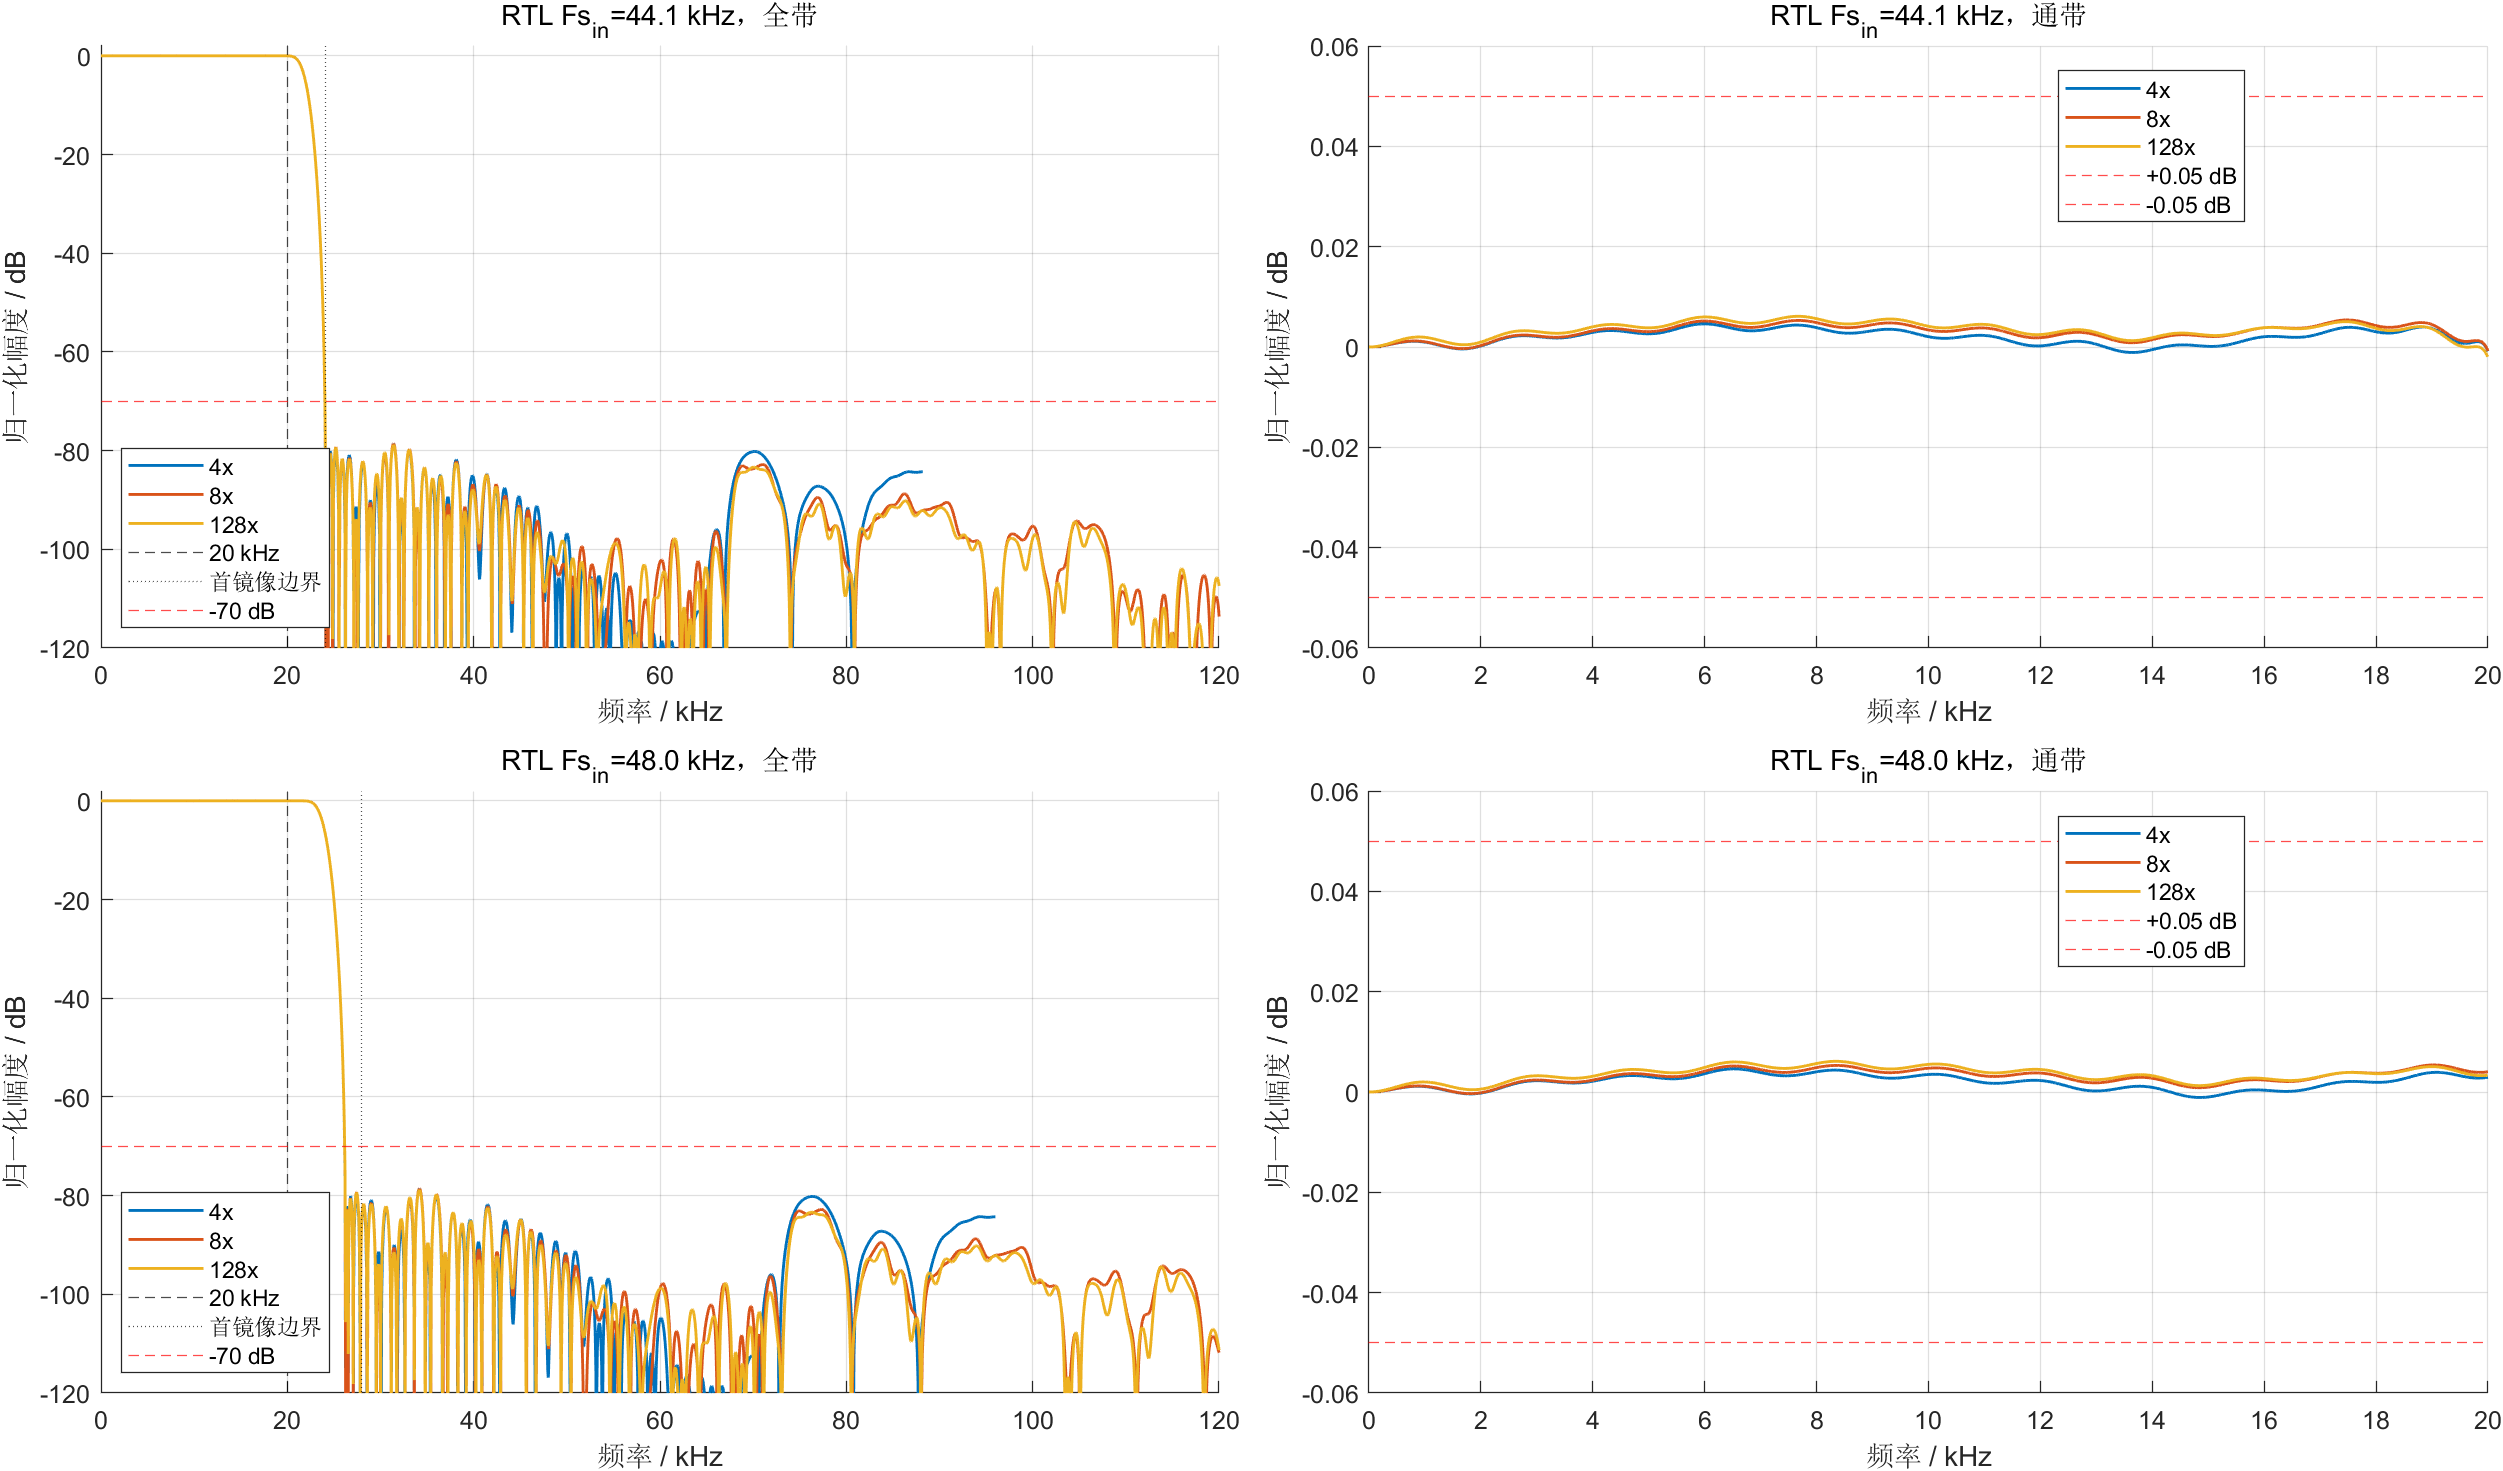 RTL Fsin=44.1 kHz，全带
0
-20
-40
-60
-80
-100
-120
归一化幅度 / dB
4x
8x
128x
20 kHz
首镜像边界
-70 dB
0 20 40 60 80 100 120
频率 / kHz
RTL Fsin=44.1 kHz，通带
0.06
0.04
0.02
0
-0.02
-0.04
-0.06
归一化幅度 / dB
4x
8x
128x
+0.05 dB
-0.05 dB
0 2 4 6 8 10 12 14 16 18 20
频率 / kHz
RTL Fsin=48.0 kHz，全带
0
-20
-40
-60
-80
-100
-120
归一化幅度 / dB
4x
8x
128x
20 kHz
首镜像边界
-70 dB
0 20 40 60 80 100 120
频率 / kHz
RTL Fsin=48.0 kHz，通带
0.06
0.04
0.02
0
-0.02
-0.04
-0.06
归一化幅度 / dB
4x
8x
128x
+0.05 dB
-0.05 dB
0 2 4 6 8 10 12 14 16 18 20
频率 / kHz